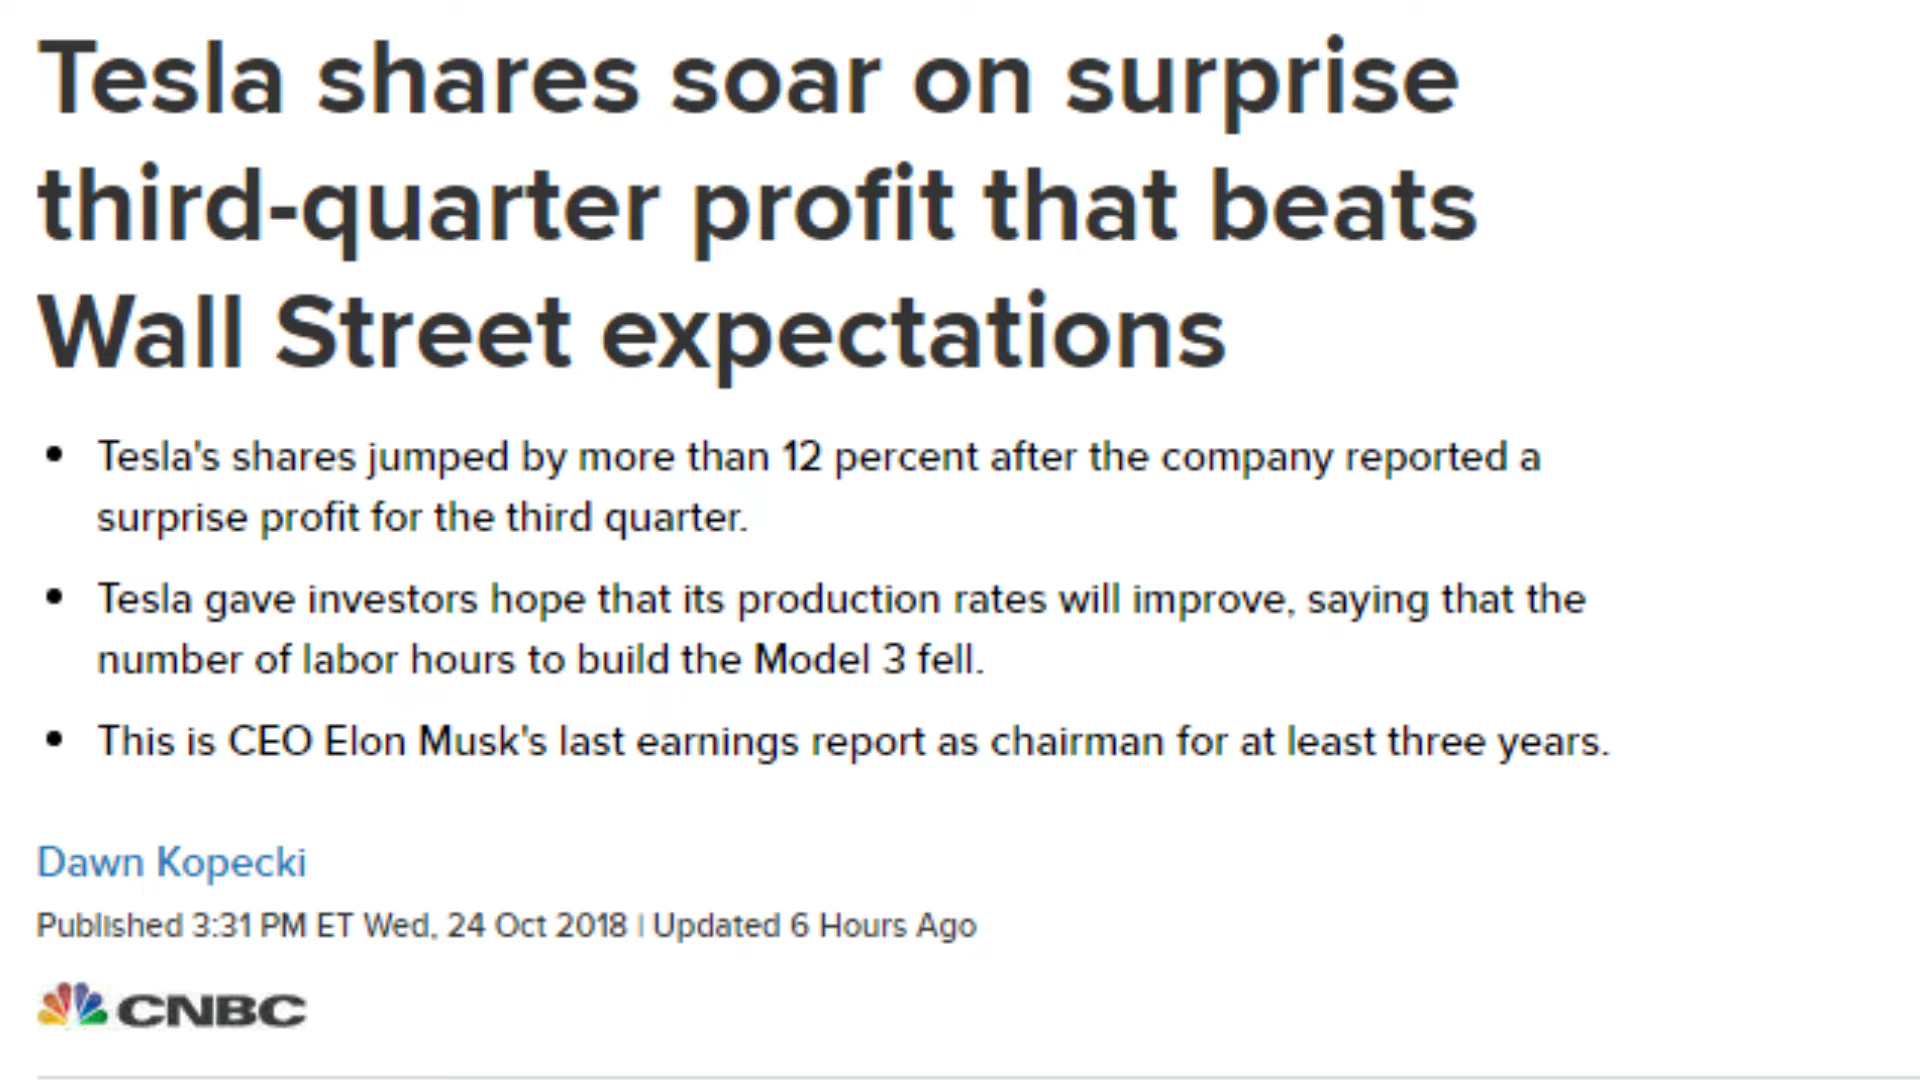 Tesla shares soar on surprise
third-quarter profit that beats
Wall Street expectations
• Tesla's shares jumped by more than 12 percent after the company reported a
surprise profit for the third quarter.
• Tesla gave investors hope that its production rates will improve, saying that the
number of labor hours to build the Model 3 fell.
• This is CEO Elon Musk's last earnings report as chairman for at least three years.
Dawn Kopecki
Published 3:31 PM ET Wed, 24 Oct 2018 | Updated 6 Hours Ago
CNBC